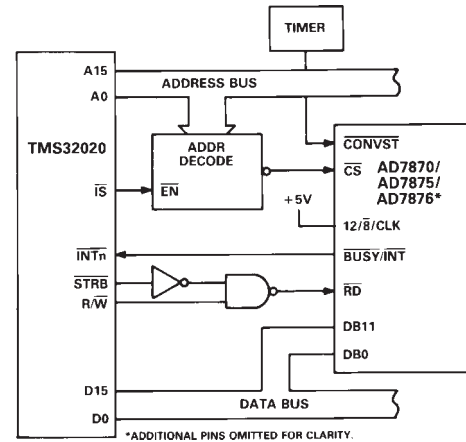 TIMER
A15
ADDRESS BUS
A0
TMS32020
ADDR
DECODE
CONVST
CS
AD7870/
AD7875/
AD7876*
IS
EN
+5V
12/8/CLK
INTn
BUSY/INT
STRB
R/W
RD
DB11
DB0
D15
DATA BUS
D0
*ADDITIONAL PINS OMITTED FOR CLARITY.